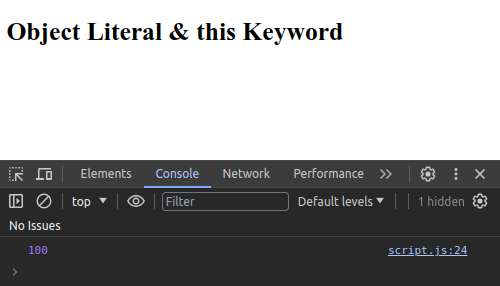 Object Literal & this Keyword
Elements Console Network Performance
top Filter Default levels 1 hidden
No Issues
100 script.js:24